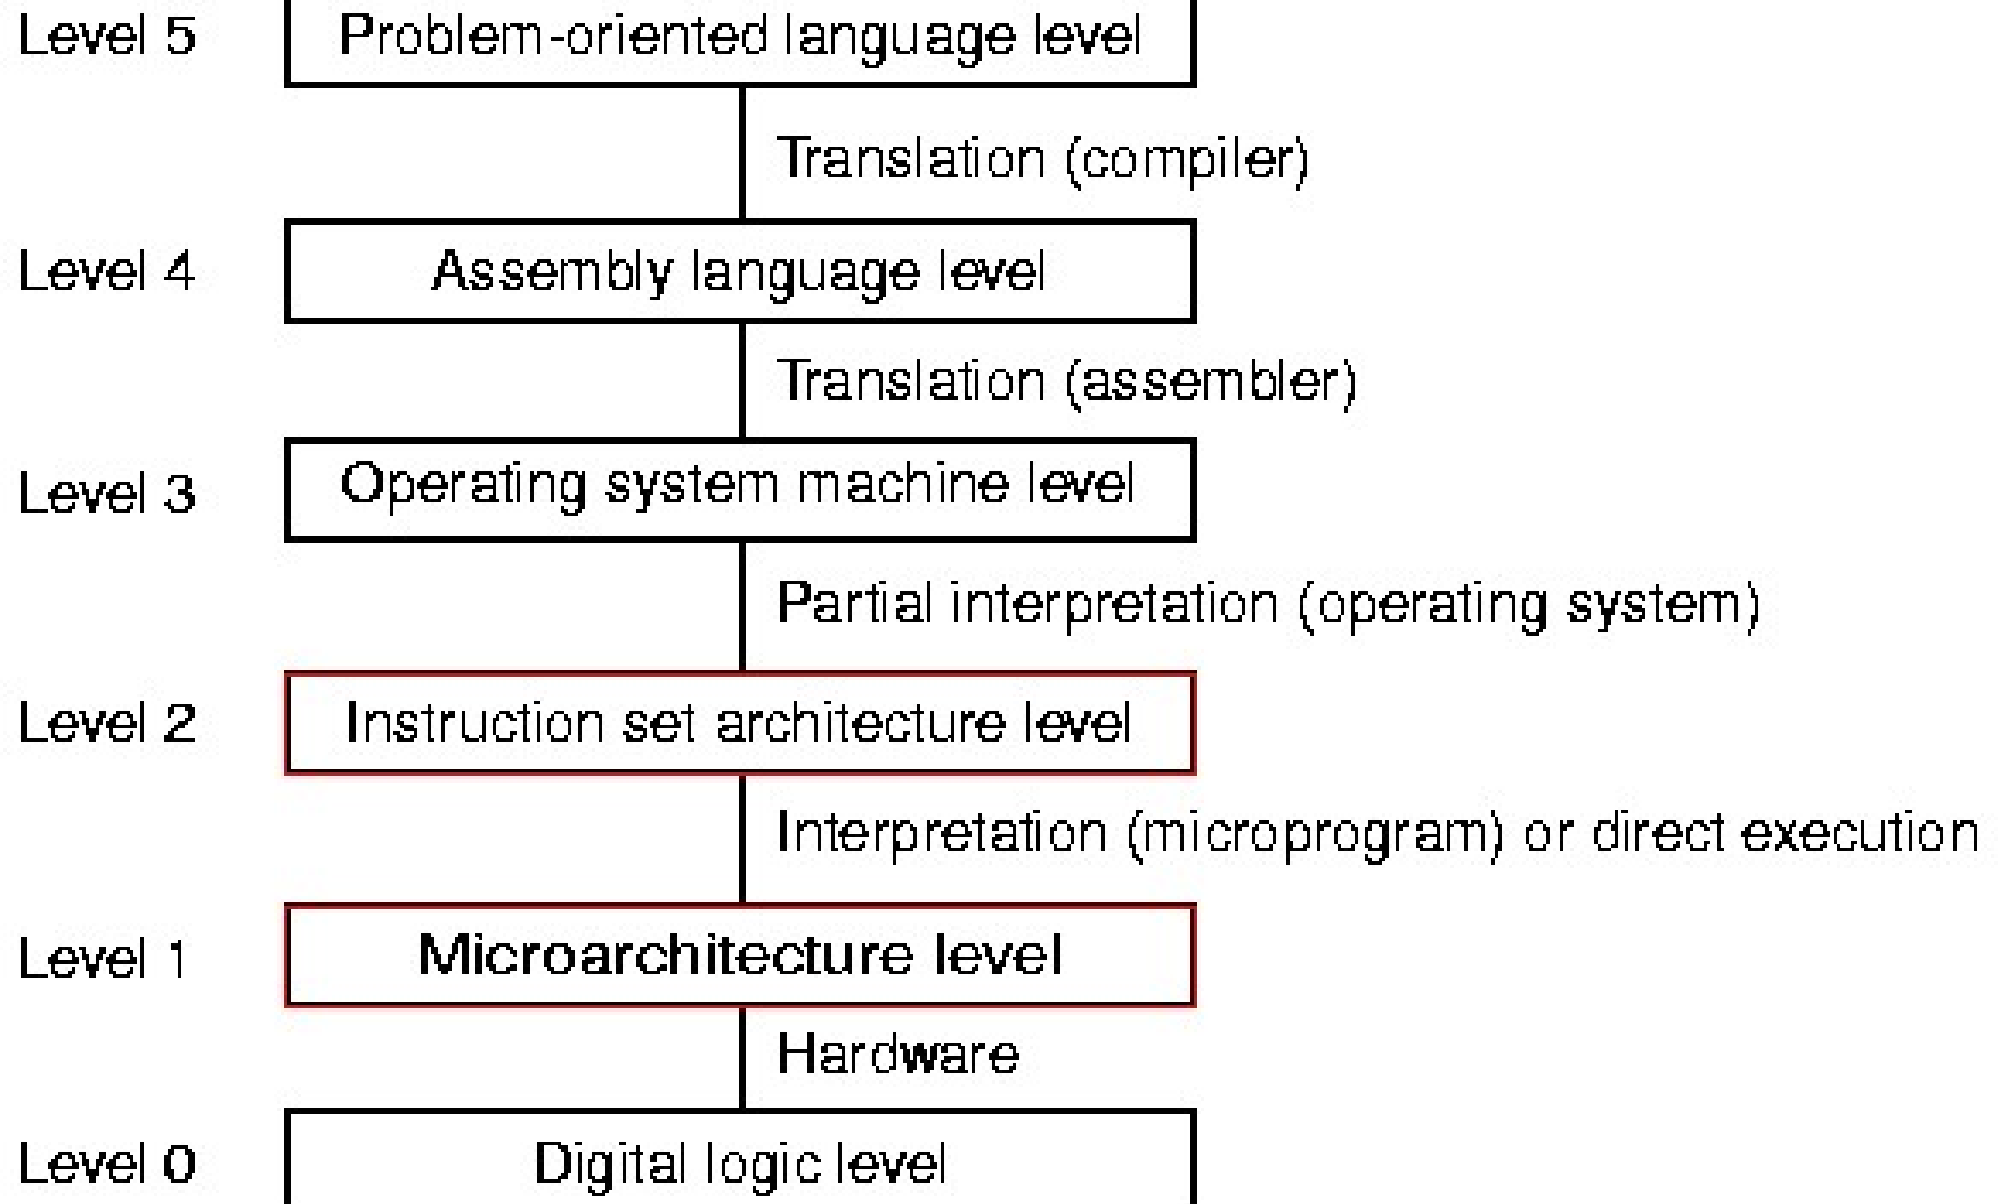 Level 5 Problem-oriented language level
Translation (compiler)
Level 4 Assembly language level
Translation (assembler)
Level 3 Operating system machine level
Partial interpretation (operating system)
Level 2 Instruction set architecture level
Interpretation (microprogram) or direct execution
Level 1 Microarchitecture level
Hardware
Level 0 Digital logic level